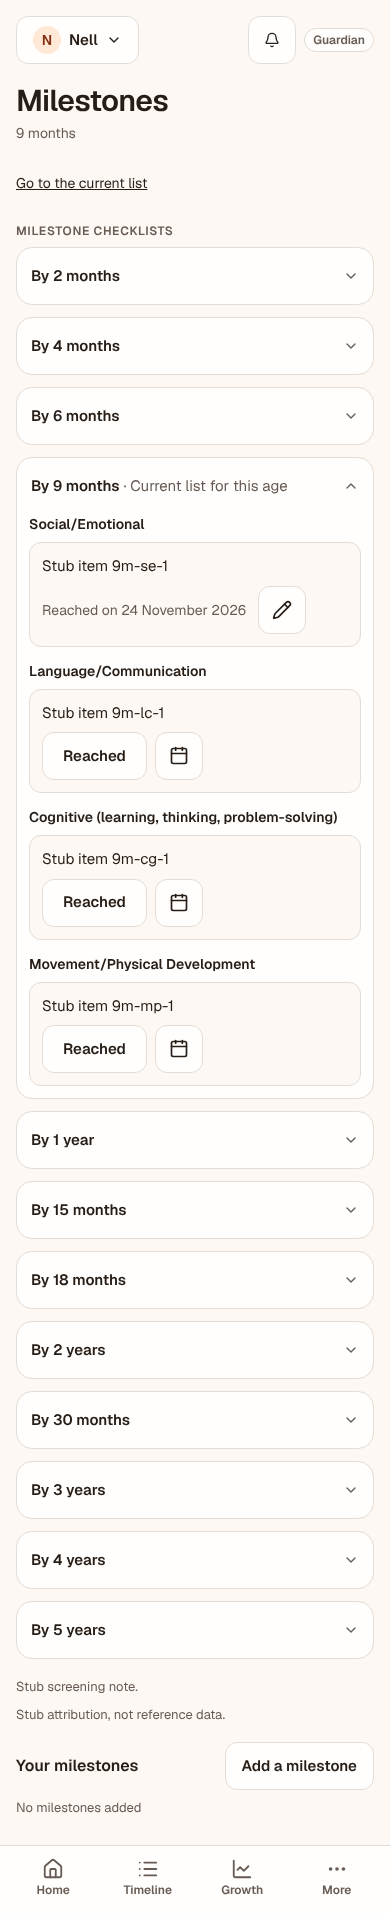 N Nell
Guardian
Milestones
9 months
Go to the current list
MILESTONE CHECKLISTS
By 2 months
By 4 months
By 6 months
By 9 months · Current list for this age
Social/Emotional
Stub item 9m-se-1
Reached on 24 November 2026
Language/Communication
Stub item 9m-lc-1
Reached
Cognitive (learning, thinking, problem-solving)
Stub item 9m-cg-1
Reached
Movement/Physical Development
Stub item 9m-mp-1
Reached
By 1 year
By 15 months
By 18 months
By 2 years
By 30 months
By 3 years
By 4 years
By 5 years
Stub screening note.
Stub attribution, not reference data.
Your milestones
Add a milestone
No milestones added
Home Timeline Growth More